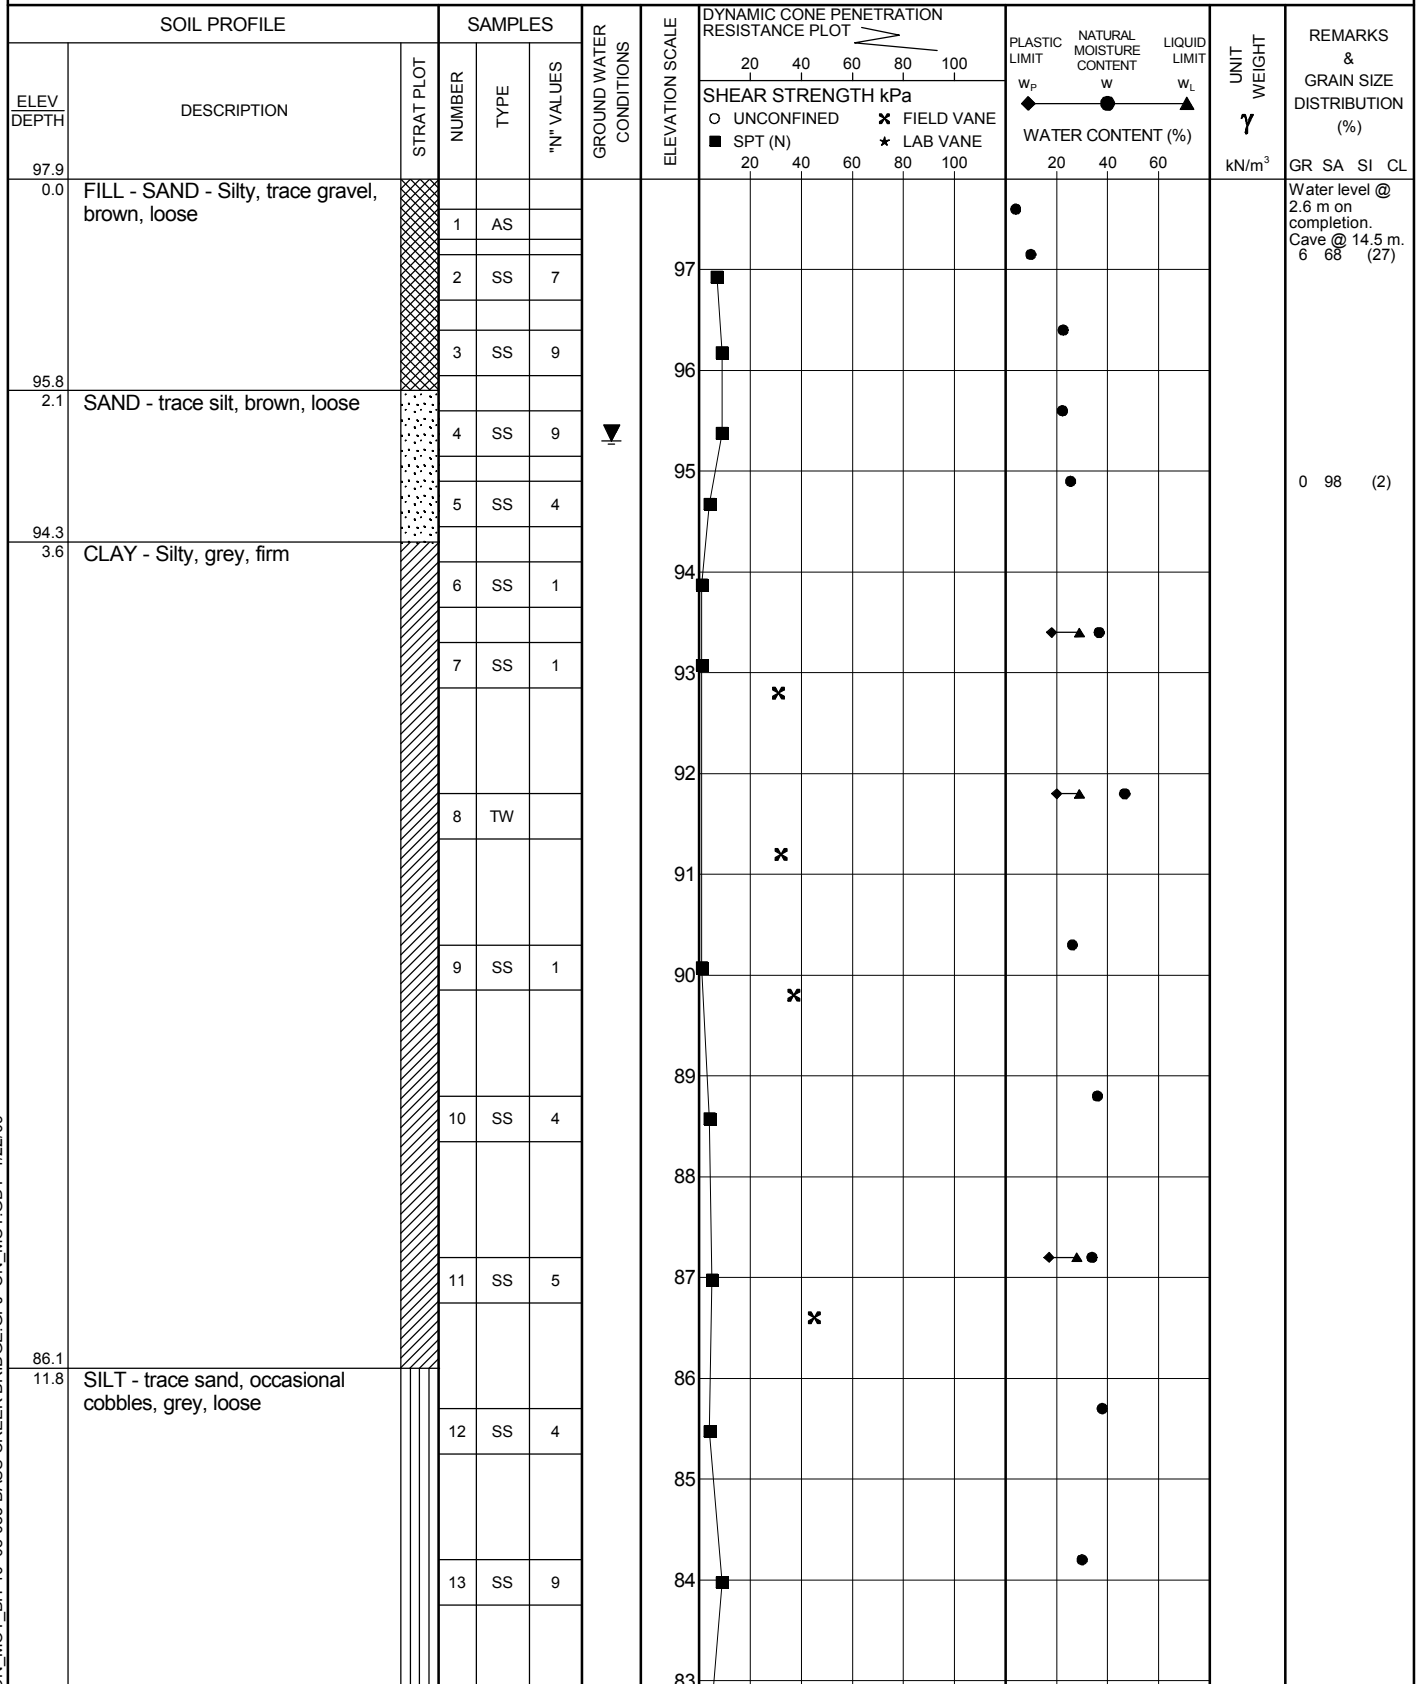 SOIL PROFILE
SAMPLES
GROUND WATER CONDITIONS
ELEVATION SCALE
DYNAMIC CONE PENETRATION
RESISTANCE PLOT
20 40 60 80 100
SHEAR STRENGTH kPa
○ UNCONFINED ✖ FIELD VANE
■ SPT (N) ★ LAB VANE
20 40 60 80 100
PLASTIC LIMIT
NATURAL MOISTURE CONTENT
LIQUID LIMIT
WP W WL
WATER CONTENT (%)
20 40 60
UNIT WEIGHT
γ
kN/m³
REMARKS
&
GRAIN SIZE
DISTRIBUTION
(%)
GR SA SI CL
ELEV
DEPTH
DESCRIPTION
STRAT PLOT
NUMBER
TYPE
"N" VALUES
97.9
0.0 FILL - SAND - Silty, trace gravel,
brown, loose
Water level @
2.6 m on
completion.
Cave @ 14.5 m.
6 68 (27)
1 AS
97
2 SS 7
3 SS 9
96
95.8
2.1 SAND - trace silt, brown, loose
4 SS 9
95
0 98 (2)
5 SS 4
94.3
3.6 CLAY - Silty, grey, firm
94
6 SS 1
7 SS 1
93
92
8 TW
91
9 SS 1
90
89
10 SS 4
88
11 SS 5
87
86.1
11.8 SILT - trace sand, occasional
cobbles, grey, loose
86
12 SS 4
85
13 SS 9
84
83